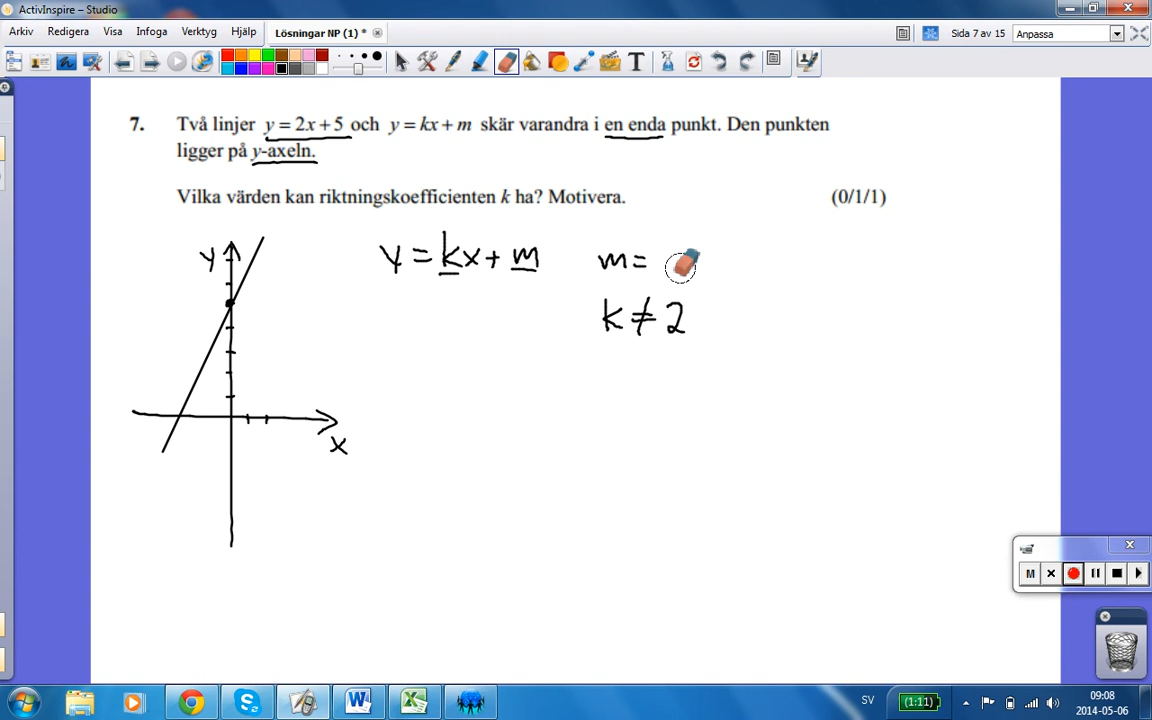 ActivInspire – Studio
Arkiv Redigera Visa Infoga Verktyg Hjälp Lösningar NP (1) * Sida 7 av 15 Anpassa
7. Två linjer y = 2x + 5 och y = kx + m skär varandra i en enda punkt. Den punkten
ligger på y-axeln.
Vilka värden kan riktningskoefficienten k ha? Motivera. (0/1/1)
y y = kx + m m =
k ≠ 2
x
M
SV (1:11) 09:08
2014-05-06